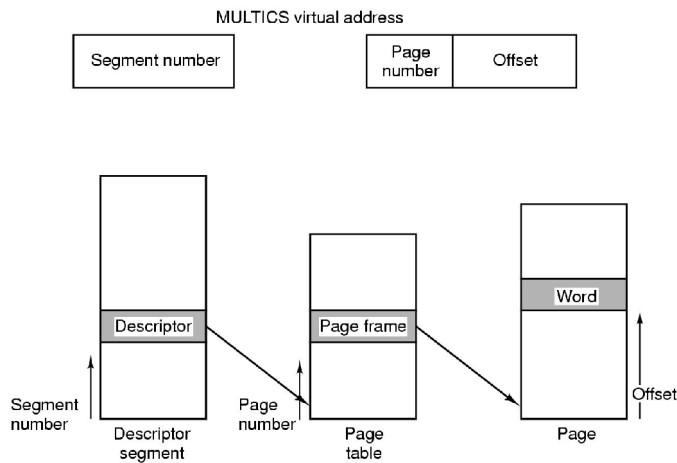 MULTICS virtual address
Segment number
Page
number
Offset
Descriptor
Page frame
Word
Segment
number
Page
number
Offset
Descriptor
segment
Page
table
Page